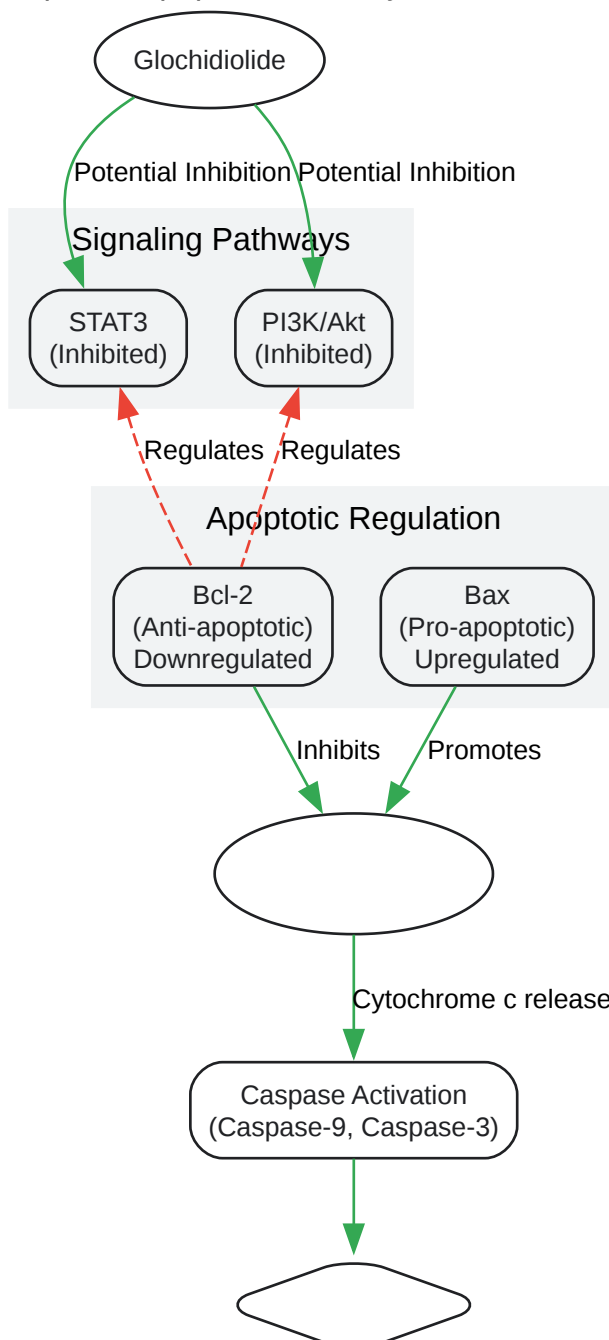 Glochidiolide
Potential Inhibition
Potential Inhibition
Signaling Pathways
STAT3
(Inhibited)
PI3K/Akt
(Inhibited)
Regulates
Regulates
Apoptotic Regulation
Bcl-2
(Anti-apoptotic)
Downregulated
Bax
(Pro-apoptotic)
Upregulated
Inhibits
Promotes
Cytochrome c release
Caspase Activation
(Caspase-9, Caspase-3)